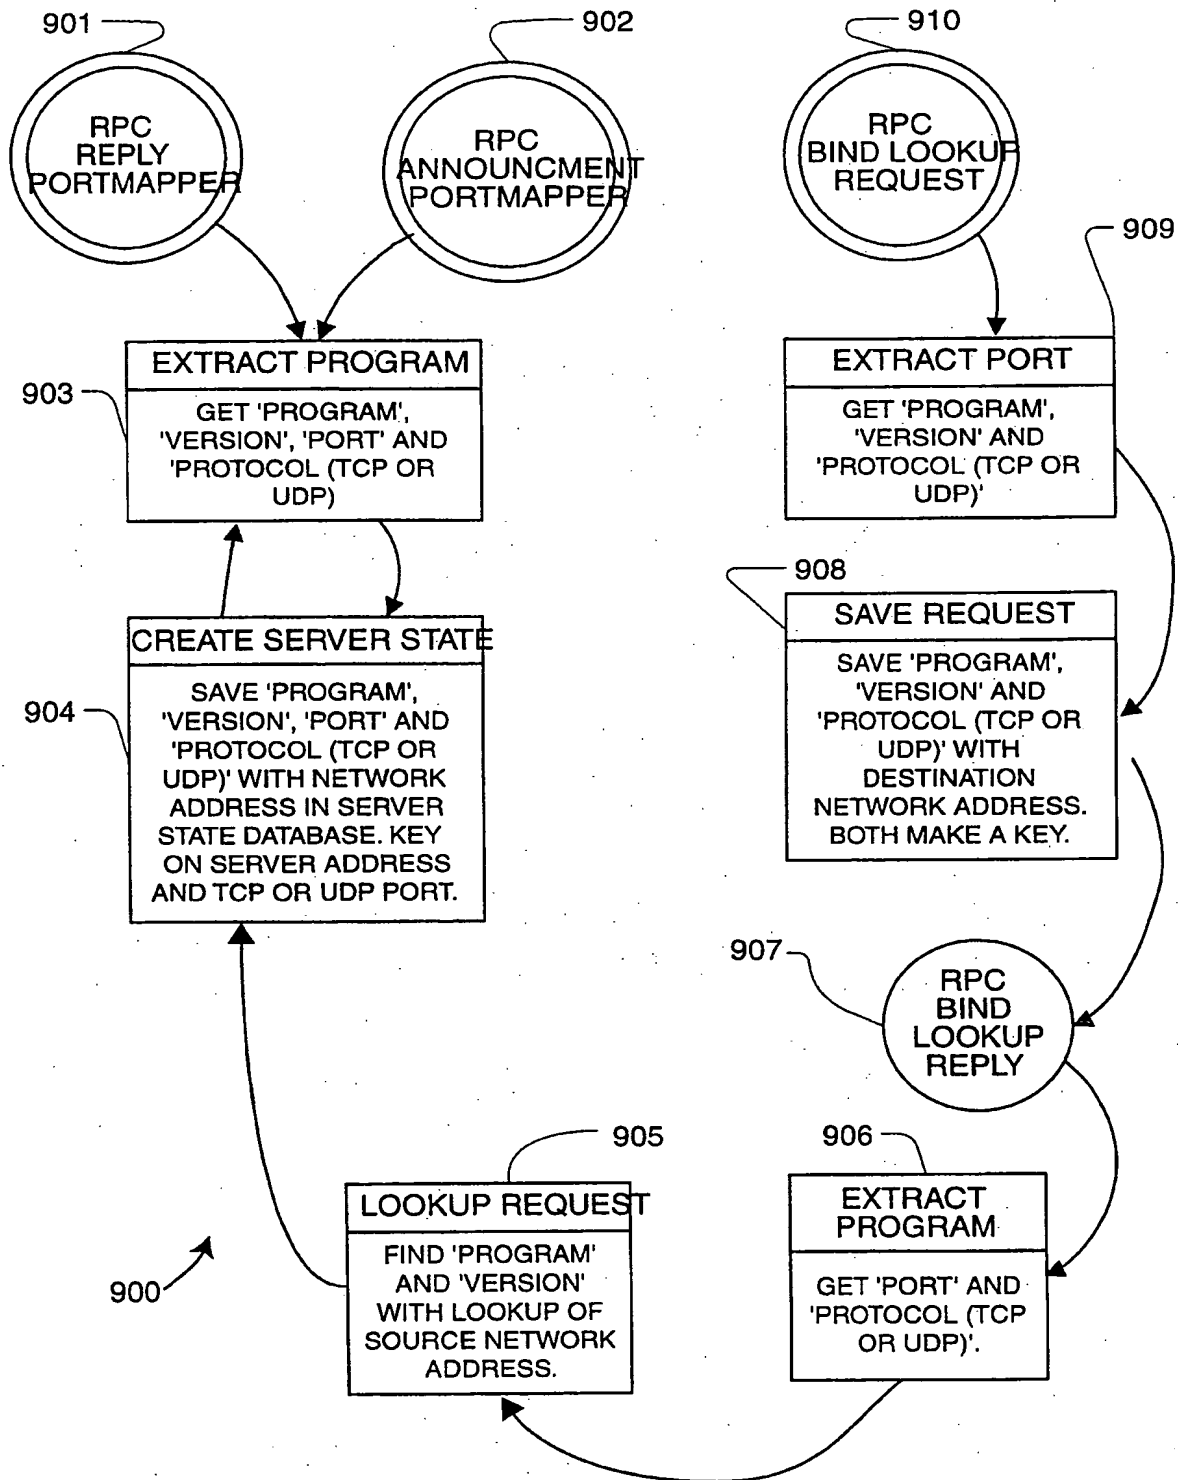 901
902
910
RPC
REPLY
PORTMAPPER
RPC
ANNOUNCMENT
PORTMAPPER
RPC
BIND LOOKUP
REQUEST
909
903
EXTRACT PROGRAM
GET 'PROGRAM',
'VERSION', 'PORT' AND
'PROTOCOL (TCP OR
UDP)
EXTRACT PORT
GET 'PROGRAM',
'VERSION' AND
'PROTOCOL (TCP OR
UDP)'
908
904
CREATE SERVER STATE
SAVE 'PROGRAM',
'VERSION', 'PORT' AND
'PROTOCOL (TCP OR
UDP)' WITH NETWORK
ADDRESS IN SERVER
STATE DATABASE. KEY
ON SERVER ADDRESS
AND TCP OR UDP PORT.
SAVE REQUEST
SAVE 'PROGRAM',
'VERSION' AND
'PROTOCOL (TCP OR
UDP)' WITH
DESTINATION
NETWORK ADDRESS.
BOTH MAKE A KEY.
907
RPC
BIND
LOOKUP
REPLY
905
906
LOOKUP REQUEST
FIND 'PROGRAM'
AND 'VERSION'
WITH LOOKUP OF
SOURCE NETWORK
ADDRESS.
EXTRACT
PROGRAM
GET 'PORT' AND
'PROTOCOL (TCP
OR UDP)'.
900